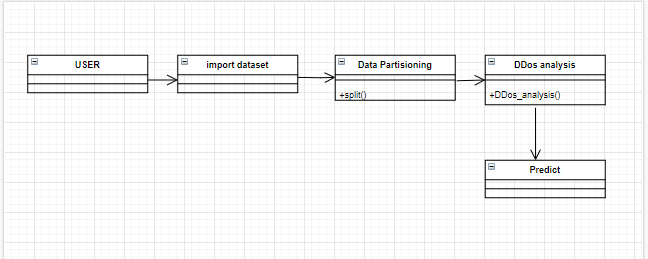 USER
import dataset
Data Partisioning
+split()
DDos analysis
+DDos_analysis()
Predict